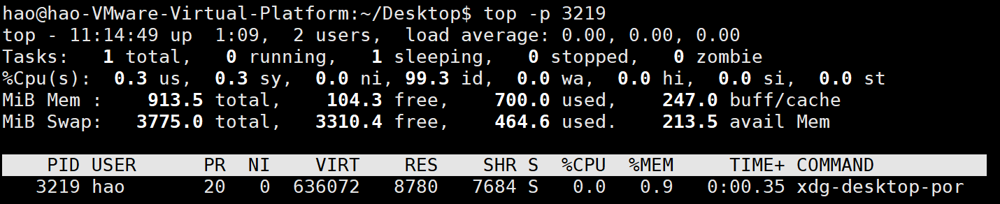 hao@hao-VMware-Virtual-Platform:~/Desktop$ top -p 3219
top - 11:14:49 up  1:09,  2 users,  load average: 0.00, 0.00, 0.00
Tasks:   1 total,   0 running,   1 sleeping,   0 stopped,   0 zombie
%Cpu(s):  0.3 us,  0.3 sy,  0.0 ni, 99.3 id,  0.0 wa,  0.0 hi,  0.0 si,  0.0 st
MiB Mem :    913.5 total,    104.3 free,    700.0 used,    247.0 buff/cache
MiB Swap:   3775.0 total,   3310.4 free,    464.6 used.    213.5 avail Mem
    PID USER      PR  NI    VIRT    RES    SHR S  %CPU  %MEM     TIME+ COMMAND
   3219 hao       20   0  636072   8780   7684 S   0.0   0.9   0:00.35 xdg-desktop-por